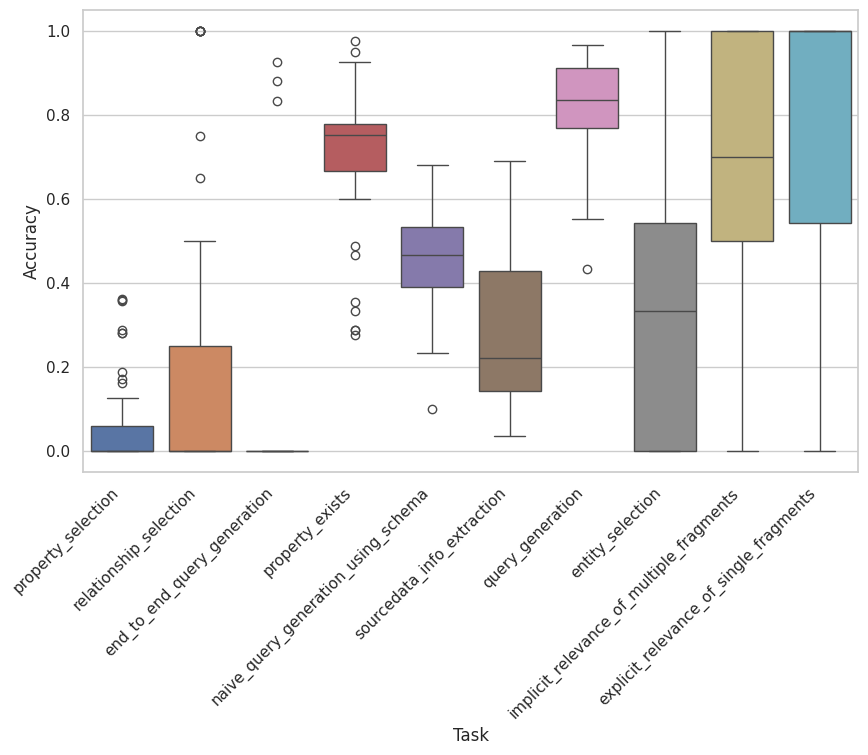 1.0
0.8
0.6
0.4
0.2
0.0
Accuracy
property_selection
relationship_selection
end_to_end_query_generation
property_exists
naive_query_generation_using_schema
sourcedata_info_extraction
query_generation
entity_selection
implicit_relevance_of_multiple_fragments
explicit_relevance_of_single_fragments
Task